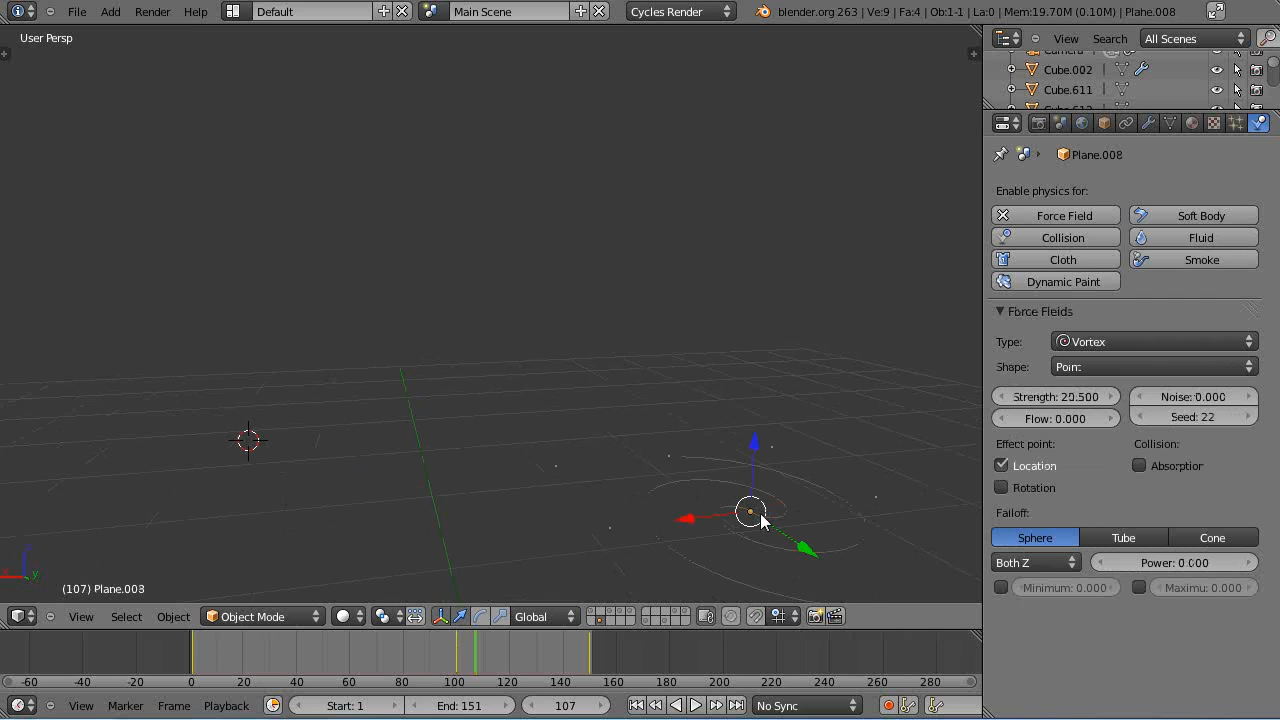 File Add Render Help Default Main Scene Cycles Render blender.org 263 | Ve:9 | Fa:4 | Ob:1-1 | La:0 | Mem:19.70M (0.10M) | Plane.008
User Persp
View Search All Scenes
Camera
Cube.002
Cube.611
Plane.008
Enable physics for:
Force Field Soft Body
Collision Fluid
Cloth Smoke
Dynamic Paint
Force Fields
Type: Vortex
Shape: Point
Strength: 20.500 Noise: 0.000
Flow: 0.000 Seed: 22
Effect point: Collision:
Location Absorption
Rotation
Falloff:
Sphere Tube Cone
Both Z Power: 0.000
Minimum: 0.000 Maximu: 0.000
x y
(107) Plane.003
View Select Object Object Mode Global
-60 -40 -20 0 20 40 60 80 100 120 140 160 180 200 220 240 260 280
View Marker Frame Playback Start: 1 End: 151 107 No Sync